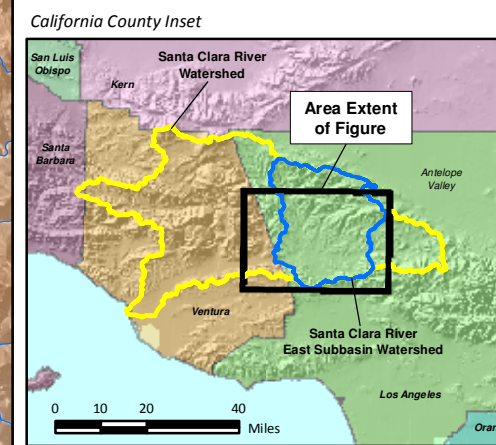 California County Inset
San Luis
Obispo
Kern
Santa Clara River
Watershed
Area Extent
of Figure
Santa
Barbara
Antelope
Valley
Ventura
Santa Clara River
East Subbasin Watershed
Los Angeles
Oran
0 10 20 40
Miles